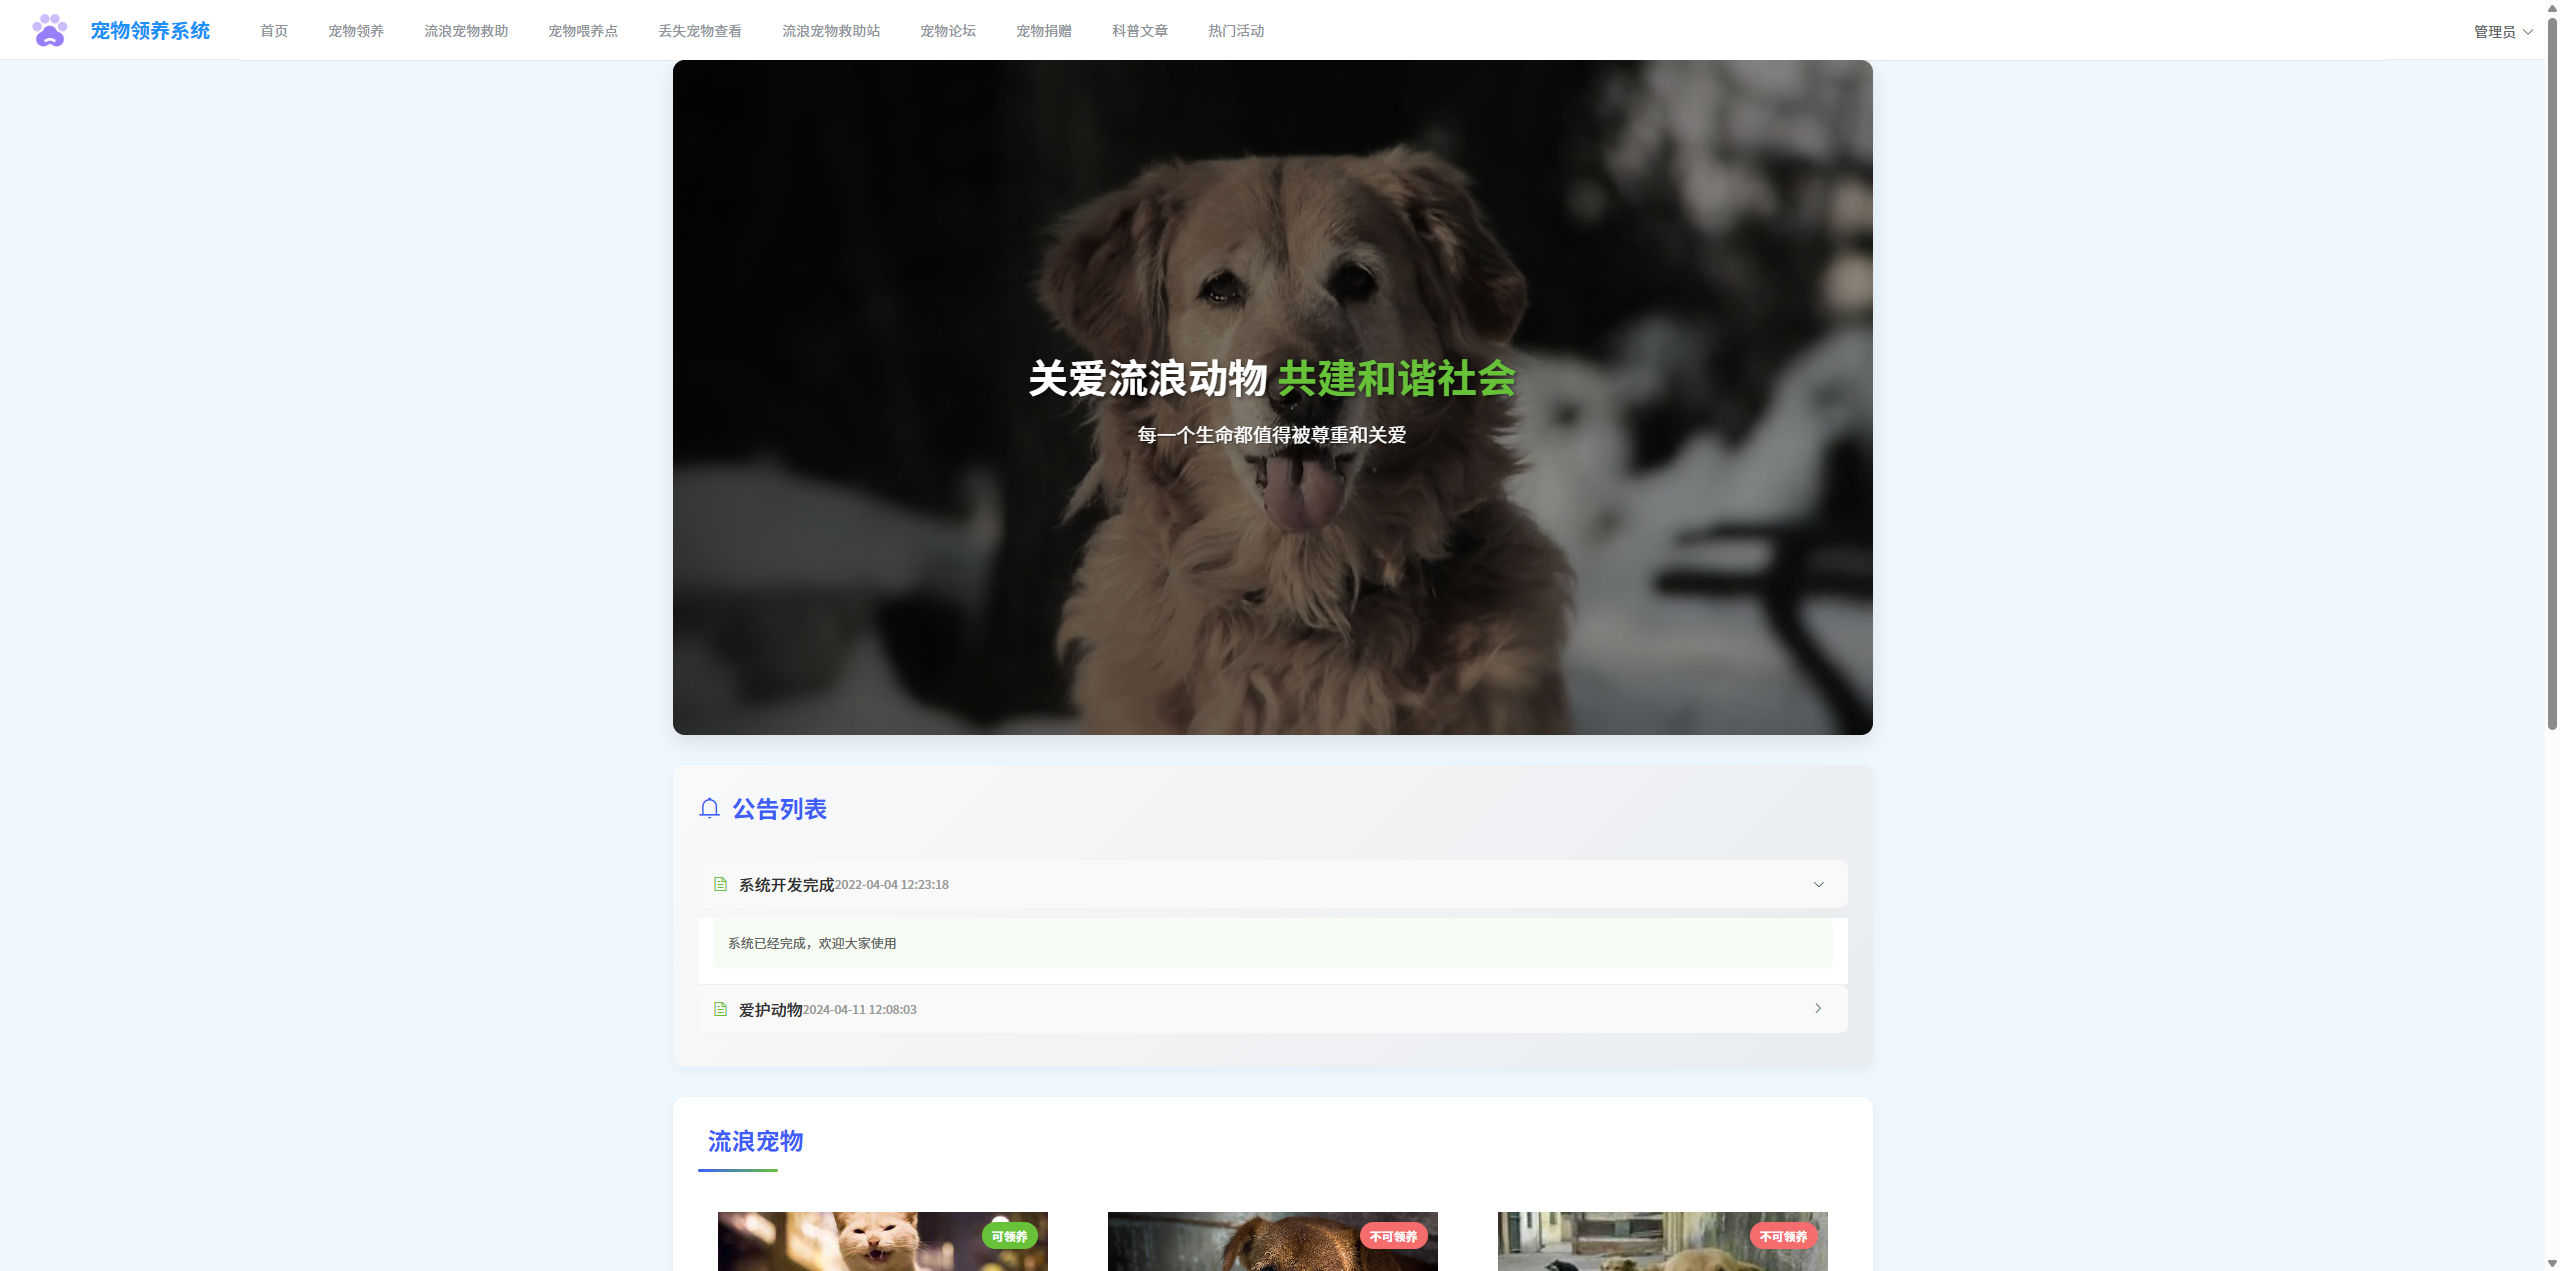 宠物领养系统 首页 宠物领养 流浪宠物救助 宠物喂养点 丢失宠物查看 流浪宠物救助站 宠物论坛 宠物捐赠 科普文章 热门活动 管理员
关爱流浪动物 共建和谐社会
每一个生命都值得被尊重和关爱
公告列表
系统开发完成2022-04-04 12:23:18
系统已经完成，欢迎大家使用
爱护动物2024-04-11 12:08:03
流浪宠物
可领养 不可领养 不可领养